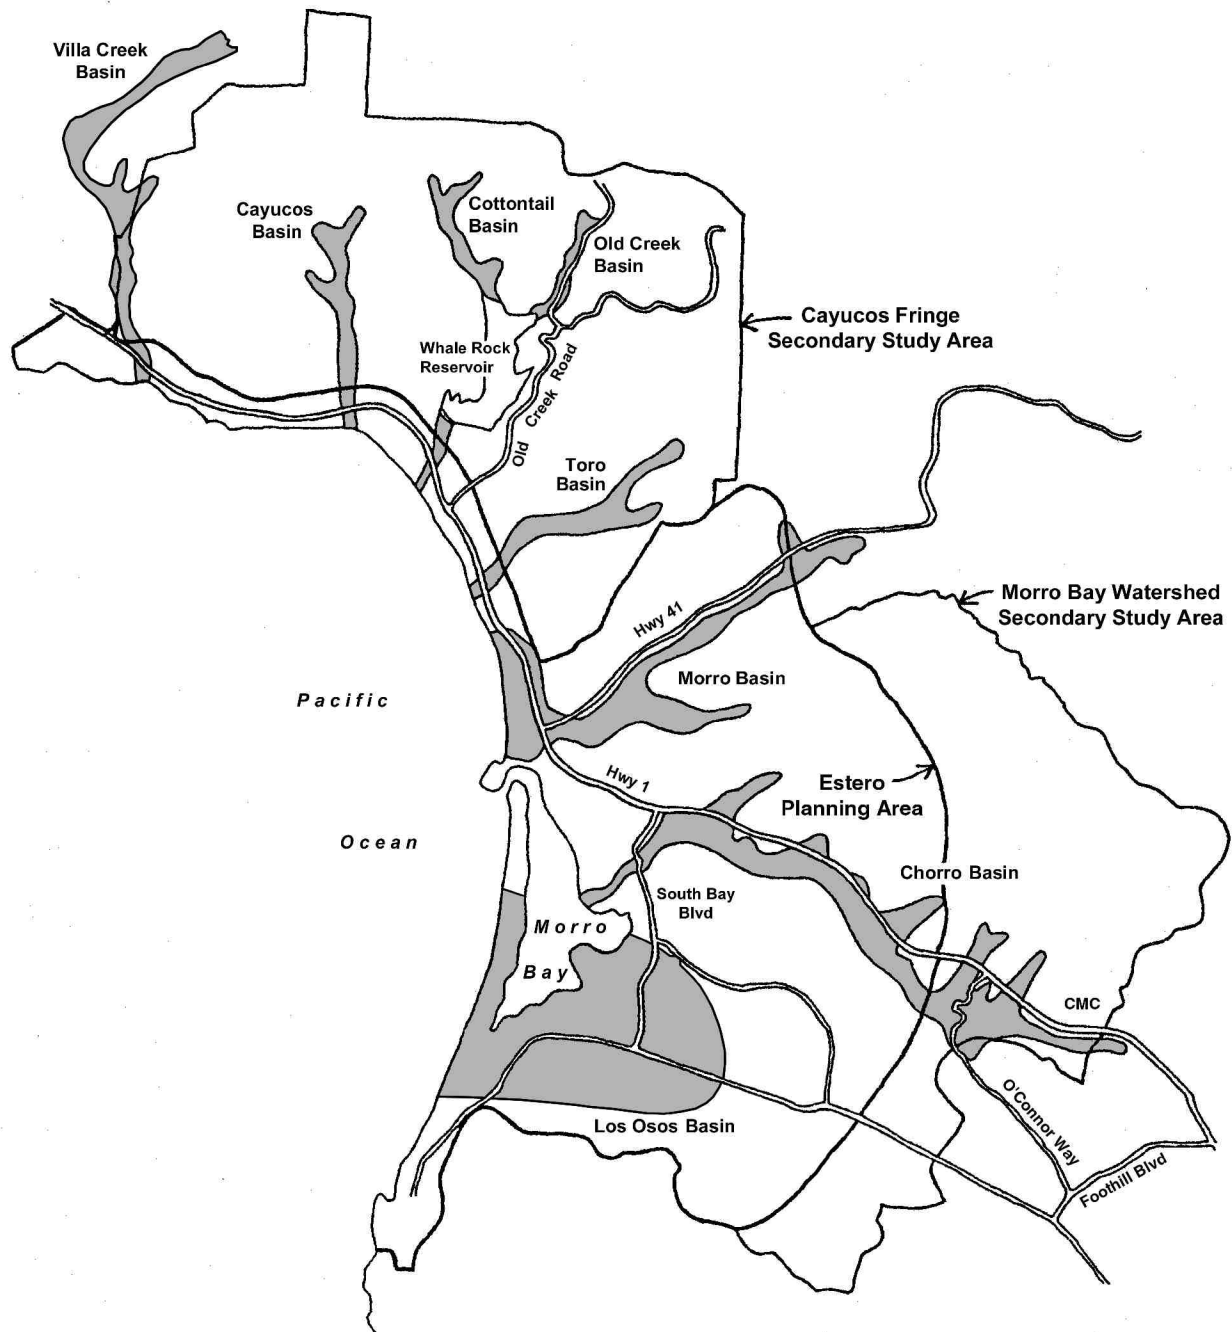 Villa Creek
Basin
Cayucos
Basin
Cottontail
Basin
Old Creek
Basin
Cayucos Fringe
Secondary Study Area
Whale Rock
Reservoir
Old Creek Road
Toro
Basin
Hwy 41
Morro Bay Watershed
Secondary Study Area
Morro Basin
Pacific
Hwy 1
Estero
Planning Area
Ocean
Chorro Basin
South Bay
Blvd
Morro
Bay
CMC
O'Connor Way
Los Osos Basin
Foothill Blvd